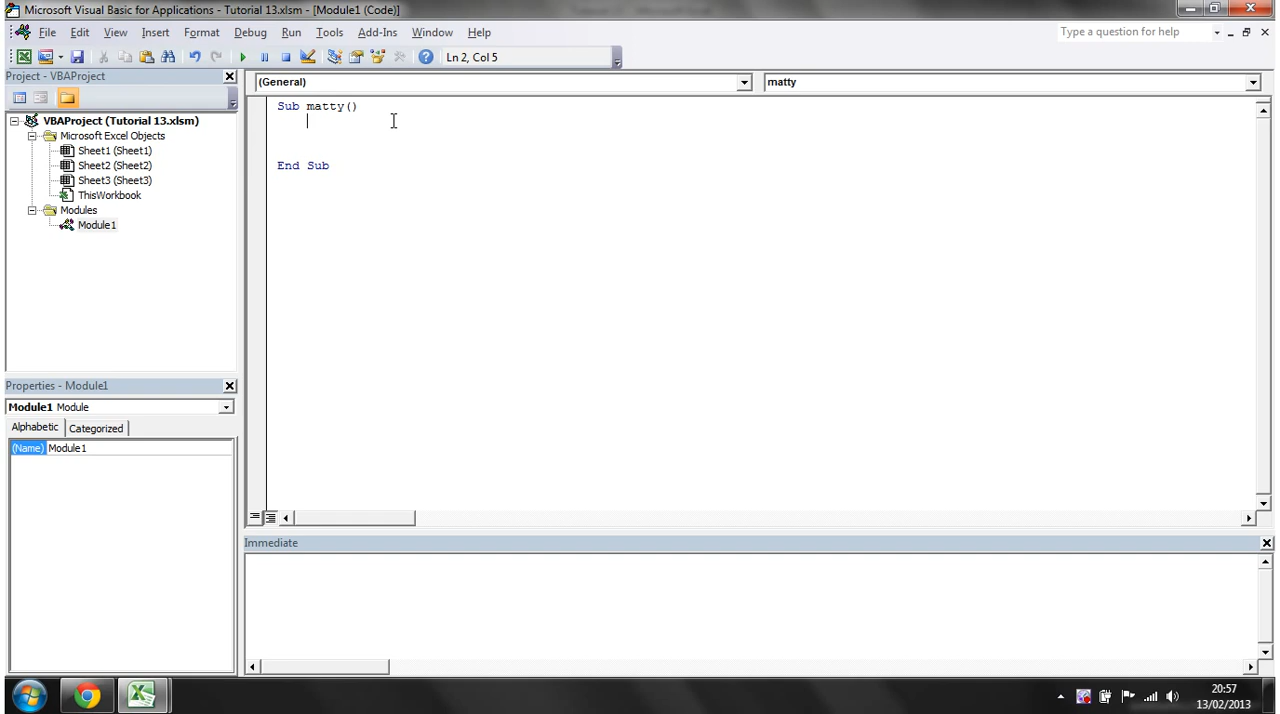 Microsoft Visual Basic for Applications - Tutorial 13.xlsm - [Module1 (Code)]
File Edit View Insert Format Debug Run Tools Add-Ins Window Help
Type a question for help
Ln 2, Col 5
Project - VBAProject
(General)
matty
VBAProject (Tutorial 13.xlsm)
Microsoft Excel Objects
Sheet1 (Sheet1)
Sheet2 (Sheet2)
Sheet3 (Sheet3)
ThisWorkbook
Modules
Module1
Sub matty()
End Sub
Properties - Module1
Module1 Module
Alphabetic Categorized
(Name) Module1
Immediate
20:57
13/02/2013